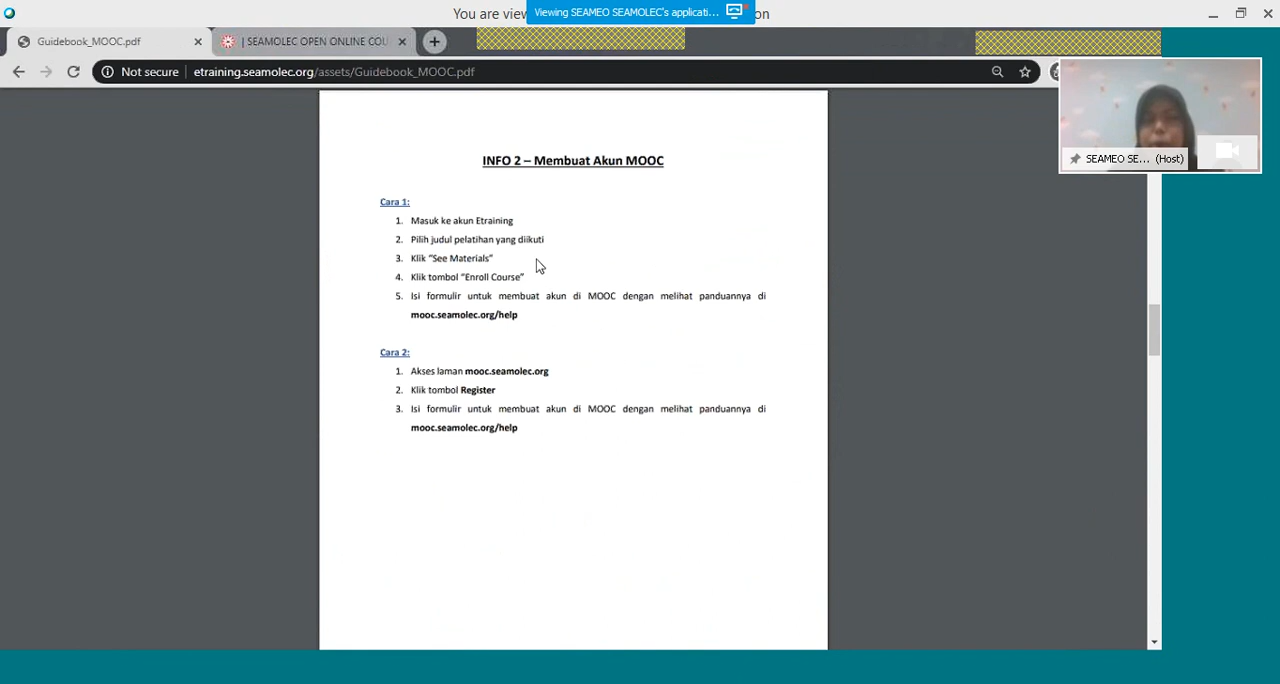 You are view
Viewing SEAMEO SEAMOLEC's applicati...
on
Guidebook_MOOC.pdf
| SEAMOLEC OPEN ONLINE COU
Not secure
etraining.seamolec.org/assets/Guidebook_MOOC.pdf
SEAMEO SE... (Host)
INFO 2 – Membuat Akun MOOC
Cara 1:
1. Masuk ke akun Etraining
2. Pilih judul pelatihan yang diikuti
3. Klik “See Materials”
4. Klik tombol “Enroll Course”
5. Isi formulir untuk membuat akun di MOOC dengan melihat panduannya di
mooc.seamolec.org/help
Cara 2:
1. Akses laman mooc.seamolec.org
2. Klik tombol Register
3. Isi formulir untuk membuat akun di MOOC dengan melihat panduannya di
mooc.seamolec.org/help